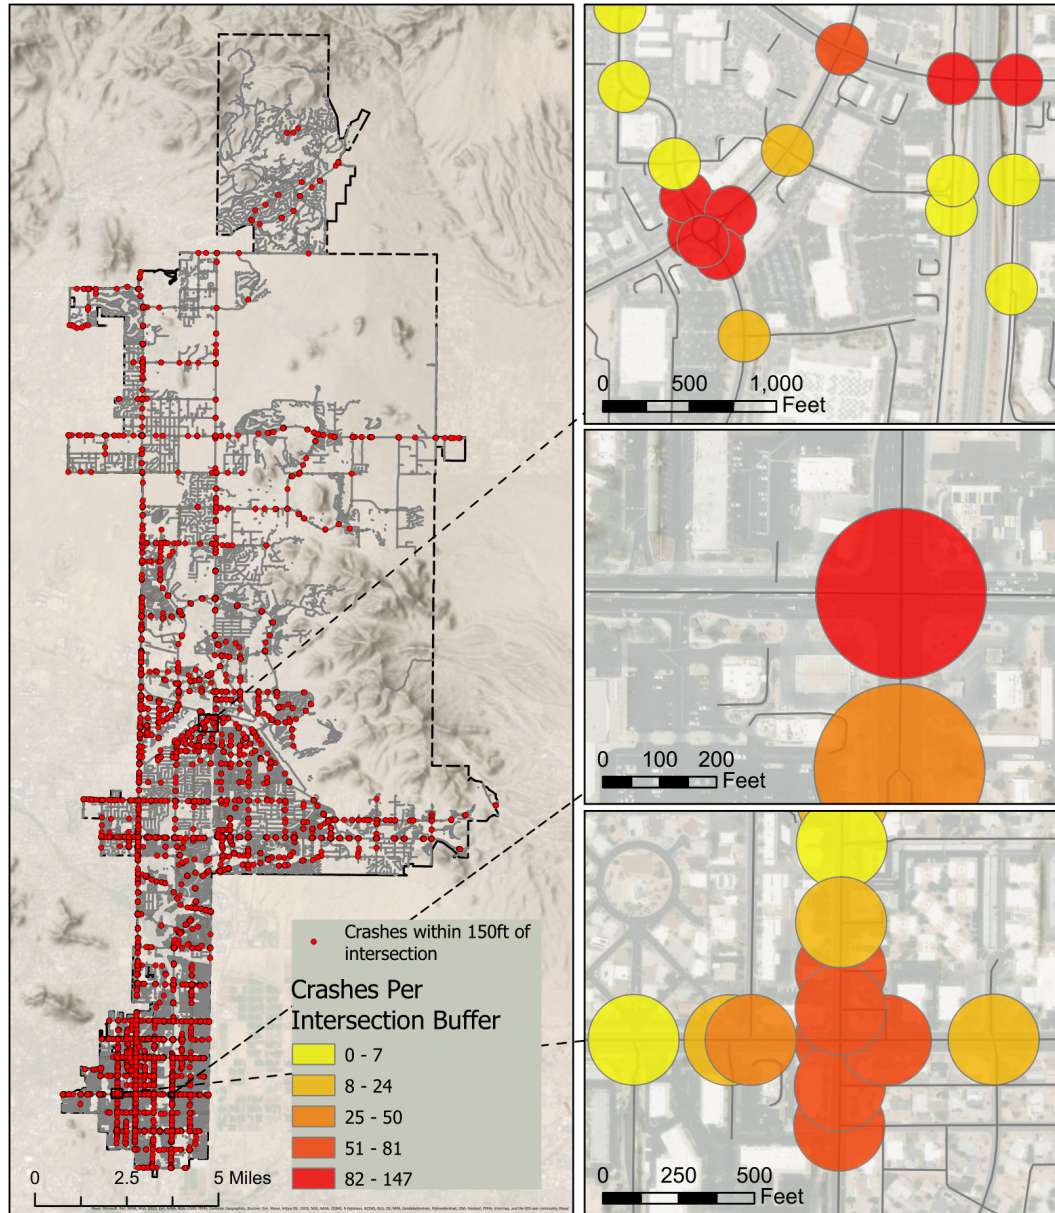 Crashes within 150ft of
intersection
Crashes Per
Intersection Buffer
0 - 7
8 - 24
25 - 50
51 - 81
82 - 147
0 2.5 5 Miles
0 500 1,000
Feet
0 100 200
Feet
0 250 500
Feet